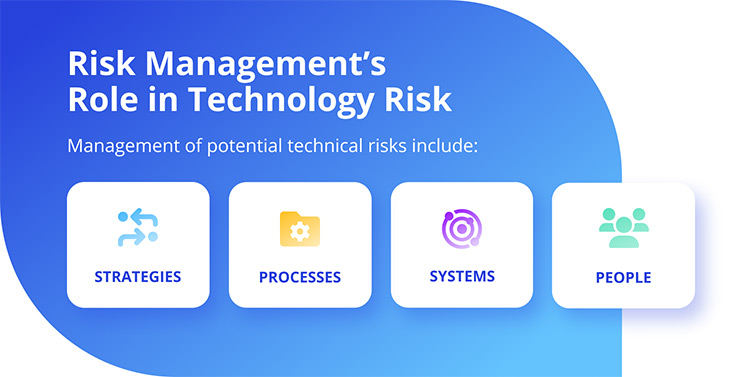 Risk Management’s
Role in Technology Risk
Management of potential technical risks include:
STRATEGIES
PROCESSES
SYSTEMS
PEOPLE